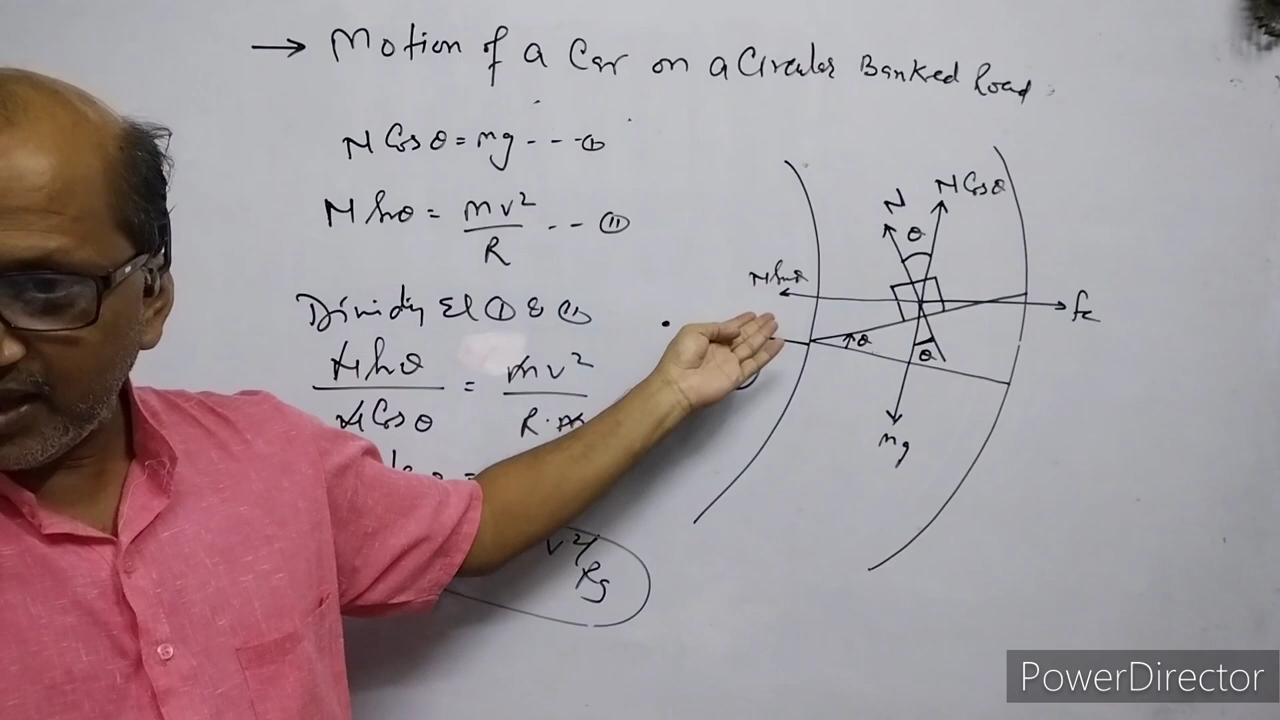 → Motion of a Car on a Circular Banked Road
N Cos θ = mg --- ①
N Sin θ = mv²/R --- ⑪
Dividing Eq ① & ⑪
N Sin θ / N Cos θ = mv² / R · m
v²/Rg
N
N Cos θ
θ
N Sin θ
fc
θ
θ
mg
PowerDirector